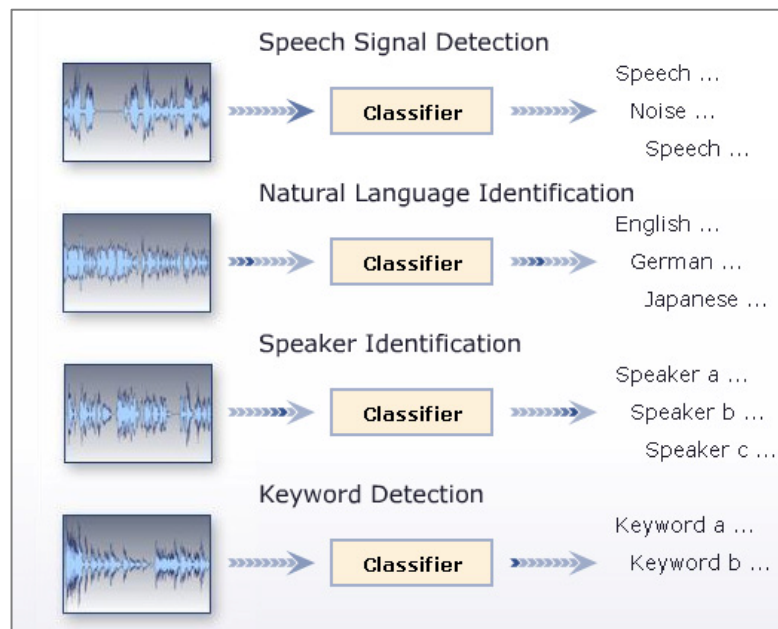 Speech Signal Detection
Classifier
Speech ...
Noise ...
Speech ...
Natural Language Identification
Classifier
English ...
German ...
Japanese ...
Speaker Identification
Classifier
Speaker a ...
Speaker b ...
Speaker c ...
Keyword Detection
Classifier
Keyword a ...
Keyword b ...